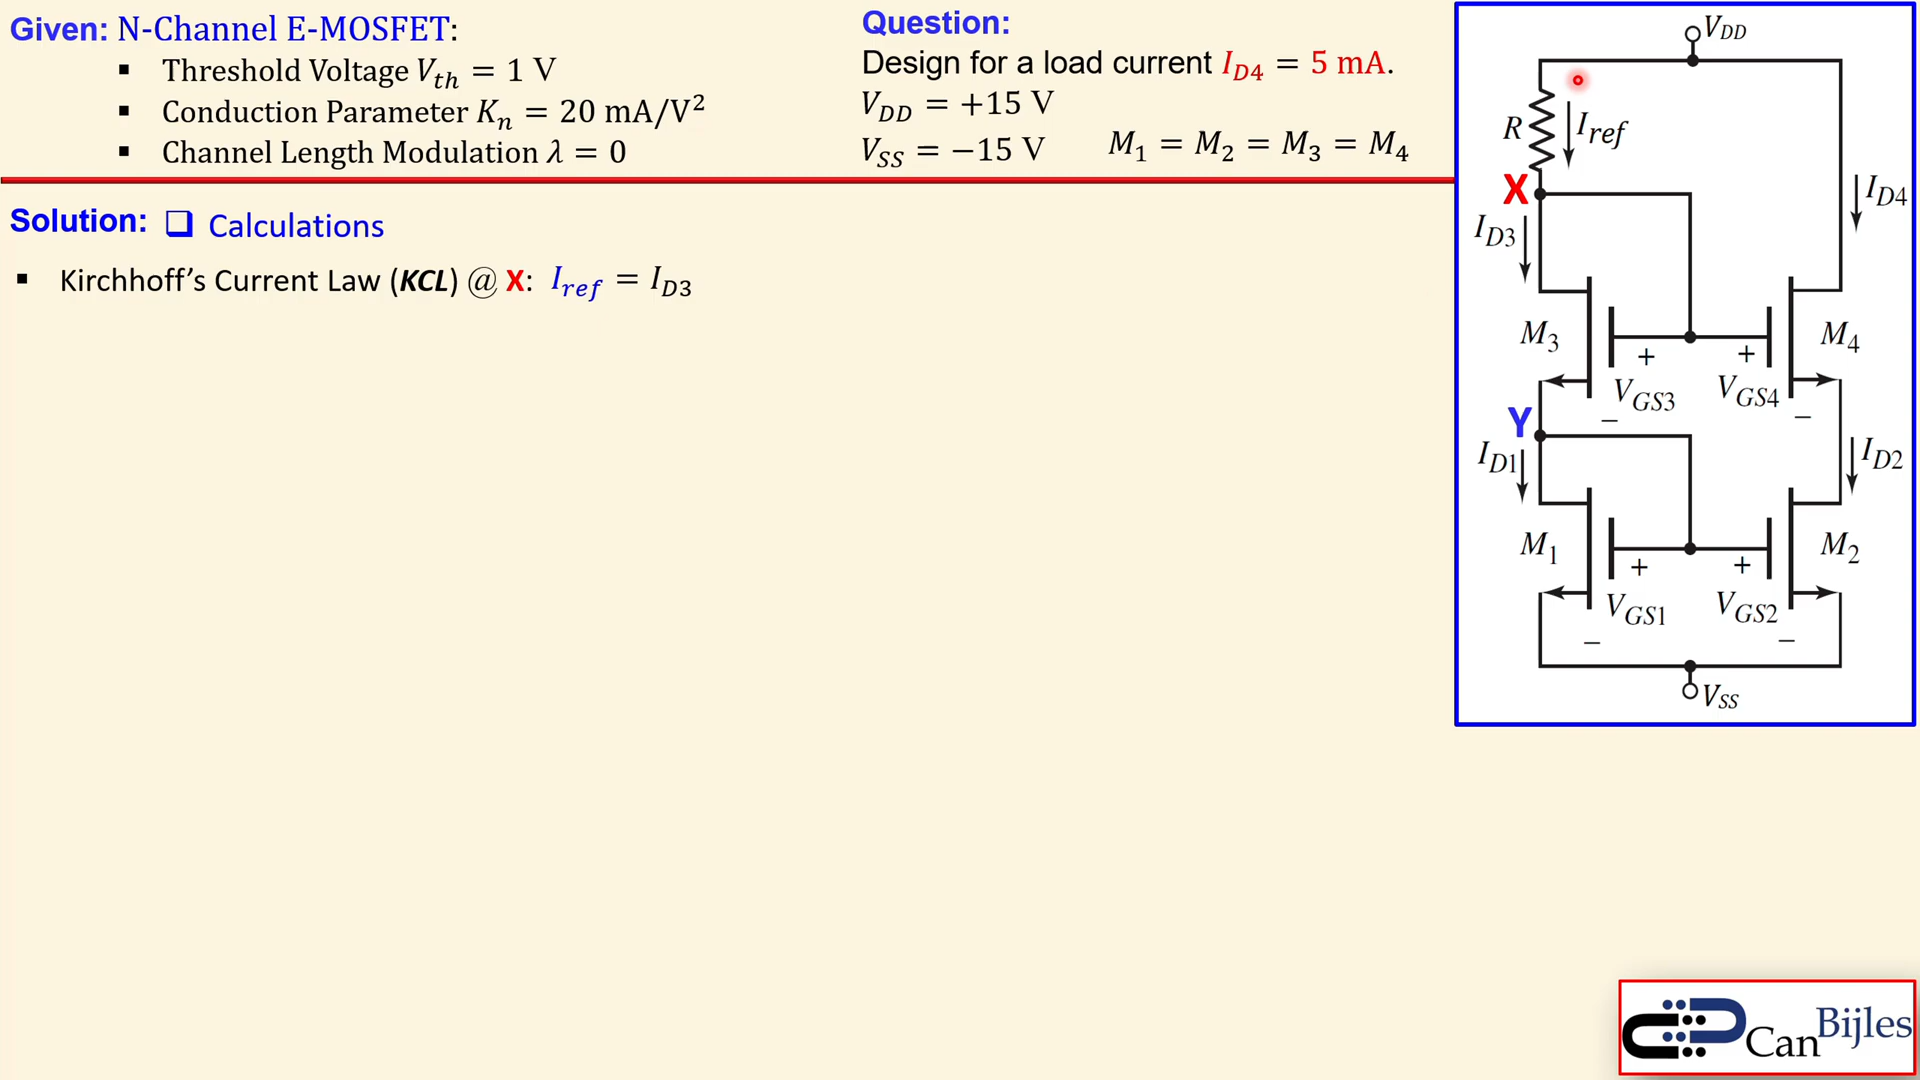 Given: N-Channel E-MOSFET:
▪ Threshold Voltage V_th = 1 V
▪ Conduction Parameter K_n = 20 mA/V²
▪ Channel Length Modulation λ = 0
Question:
Design for a load current I_D4 = 5 mA.
V_DD = +15 V
V_SS = −15 V    M_1 = M_2 = M_3 = M_4
Solution: ❑ Calculations
▪ Kirchhoff's Current Law (KCL) @ X: I_ref = I_D3
V_DD
R
I_ref
X
I_D3
I_D4
M_3
M_4
+
+
V_GS3
V_GS4
−
−
Y
I_D1
I_D2
M_1
M_2
+
+
V_GS1
V_GS2
−
−
V_SS
Can Bijles